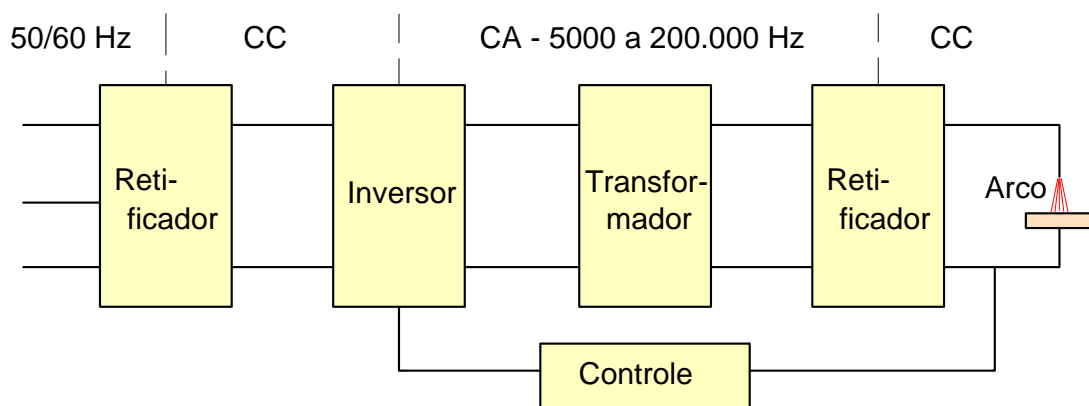 50/60 Hz
CC
CA - 5000 a 200.000 Hz
CC
Reti-
ficador
Inversor
Transfor-
mador
Reti-
ficador
Arco
Controle